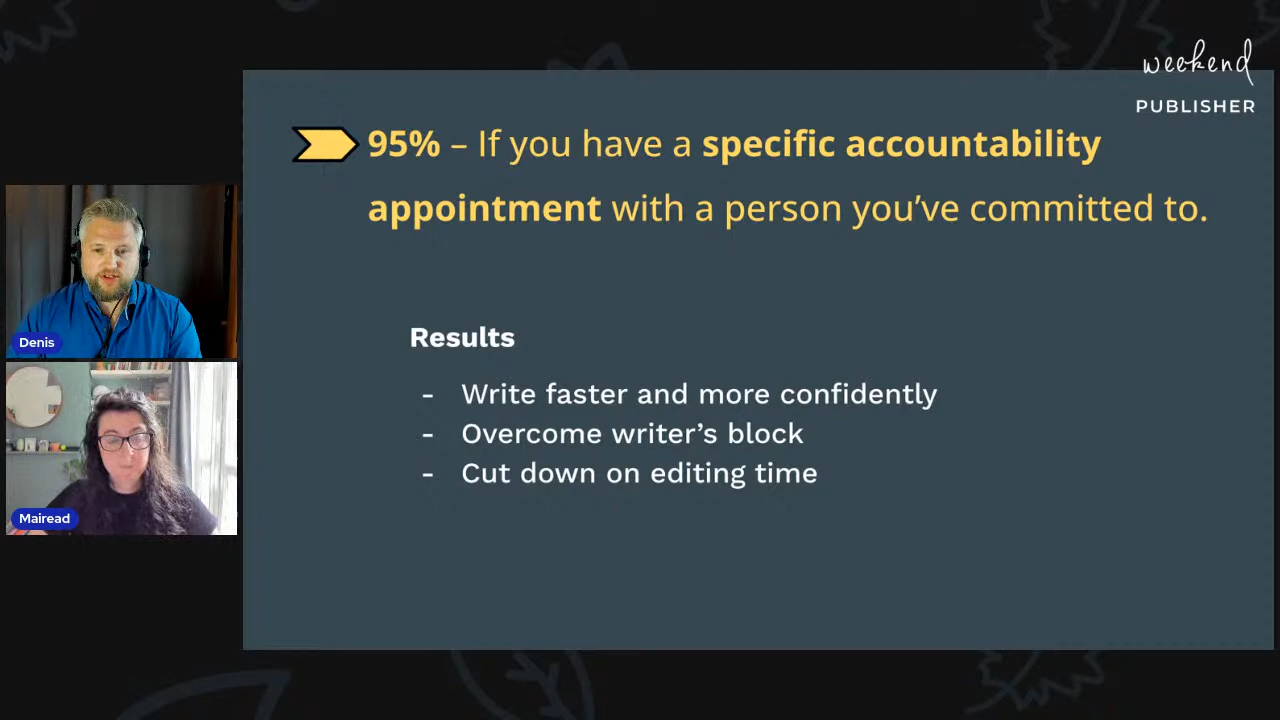 weekend
PUBLISHER
95% – If you have a specific accountability
appointment with a person you’ve committed to.
Results
- Write faster and more confidently
- Overcome writer’s block
- Cut down on editing time
Denis
Mairead